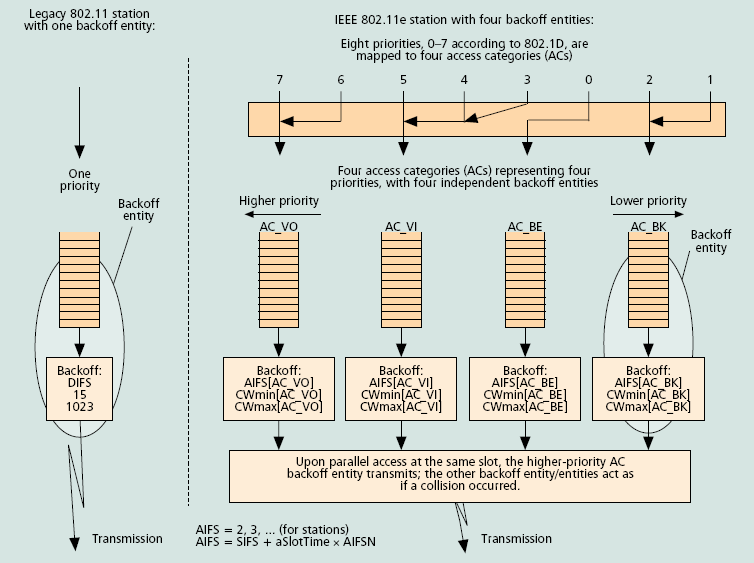 Legacy 802.11 station
with one backoff entity:
IEEE 802.11e station with four backoff entities:
Eight priorities, 0–7 according to 802.1D, are
mapped to four access categories (ACs)
7 6 5 4 3 0 2 1
One
priority
Four access categories (ACs) representing four
priorities, with four independent backoff entities
Backoff
entity
Higher priority
Lower priority
AC_VO AC_VI AC_BE AC_BK
Backoff
entity
Backoff:
DIFS
15
1023
Backoff:
AIFS[AC_VO]
CWmin[AC_VO]
CWmax[AC_VO]
Backoff:
AIFS[AC_VI]
CWmin[AC_VI]
CWmax[AC_VI]
Backoff:
AIFS[AC_BE]
CWmin[AC_BE]
CWmax[AC_BE]
Backoff:
AIFS[AC_BK]
CWmin[AC_BK]
CWmax[AC_BK]
Upon parallel access at the same slot, the higher-priority AC
backoff entity transmits; the other backoff entity/entities act as
if a collision occurred.
Transmission
AIFS = 2, 3, ... (for stations)
AIFS = SIFS + aSlotTime × AIFSN
Transmission